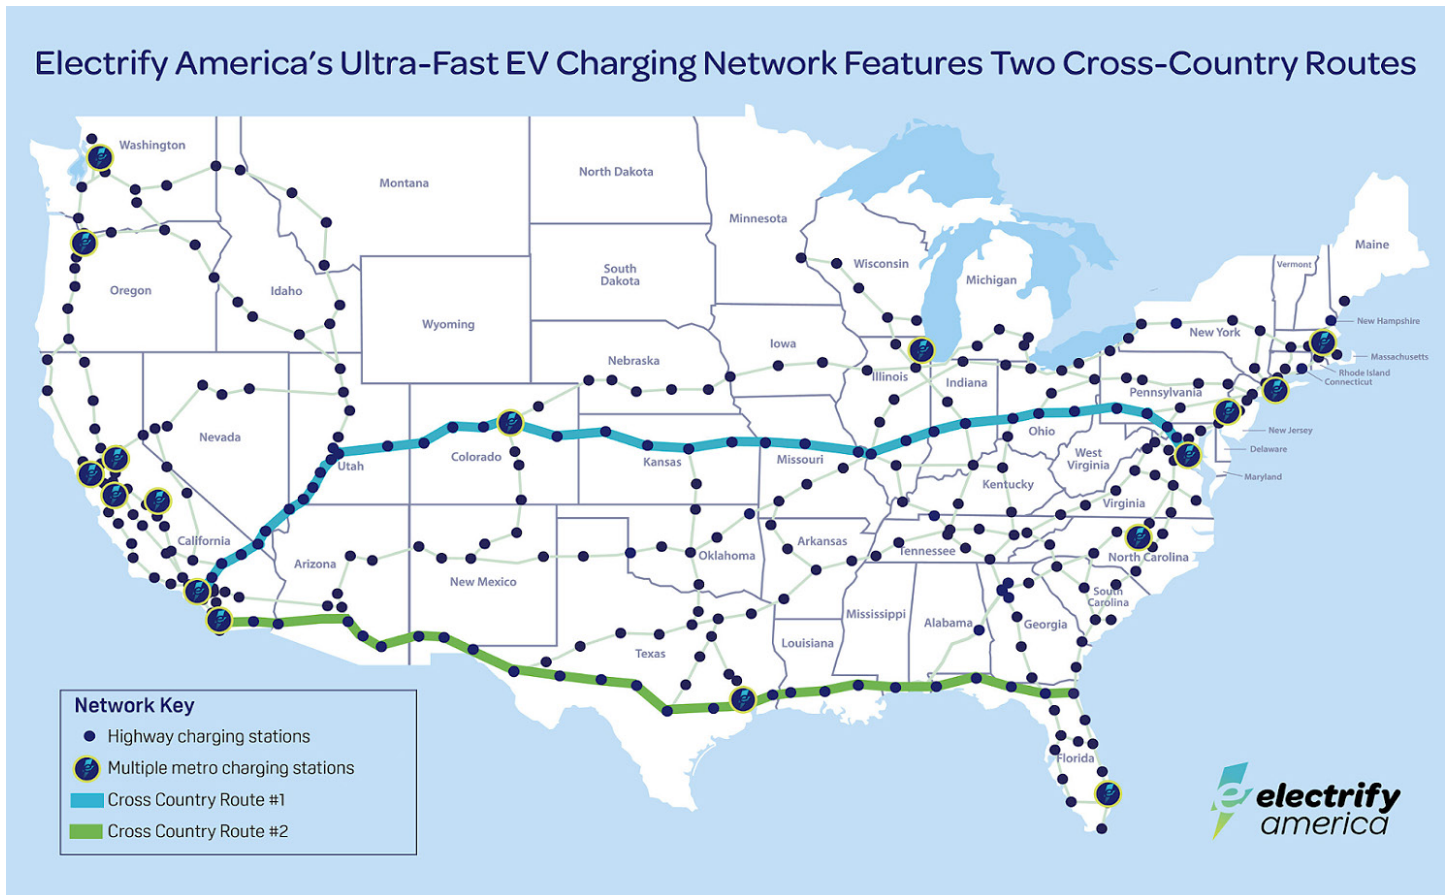 Electrify America's Ultra-Fast EV Charging Network Features Two Cross-Country Routes
Washington
Montana
North Dakota
Minnesota
Maine
Vermont
Wisconsin
Michigan
South
Dakota
Oregon
Idaho
Wyoming
New York
New Hampshire
Massachusetts
Rhode Island
Connecticut
Iowa
Nebraska
Illinois
Indiana
Pennsylvania
Nevada
Utah
Colorado
Kansas
Missouri
Ohio
West
Virginia
New Jersey
Delaware
Maryland
Kentucky
Virginia
California
Arizona
New Mexico
Oklahoma
Arkansas
Tennessee
North Carolina
South
Carolina
Mississippi
Alabama
Georgia
Texas
Louisiana
Florida
Network Key
Highway charging stations
Multiple metro charging stations
Cross Country Route #1
Cross Country Route #2
electrify
america